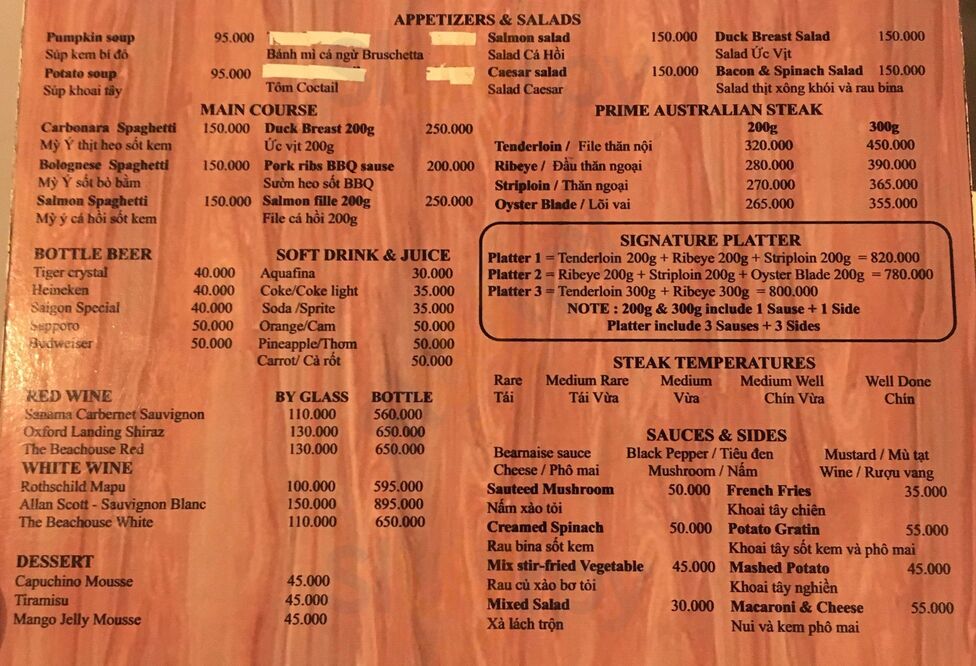 APPETIZERS & SALADS
Pumpkin soup 95.000
Súp kem bí đỏ
Bánh mì cá ngừ Bruschetta
Potato soup 95.000
Súp khoai tây
Tôm Coctail
Salmon salad 150.000
Salad Cá Hồi
Caesar salad 150.000
Salad Caesar
Duck Breast Salad 150.000
Salad Ức Vịt
Bacon & Spinach Salad 150.000
Salad thịt xông khói và rau bina
MAIN COURSE
Carbonara Spaghetti 150.000
Mỳ Ý thịt heo sốt kem
Bolognese Spaghetti 150.000
Mỳ Ý sốt bò bằm
Salmon Spaghetti 150.000
Mỳ ý cá hồi sốt kem
Duck Breast 200g 250.000
Ức vịt 200g
Pork ribs BBQ sause 200.000
Sườn heo sốt BBQ
Salmon fille 200g 250.000
File cá hồi 200g
PRIME AUSTRALIAN STEAK
200g 300g
Tenderloin / File thăn nội 320.000 450.000
Ribeye / Đầu thăn ngoại 280.000 390.000
Striploin / Thăn ngoại 270.000 365.000
Oyster Blade / Lõi vai 265.000 355.000
SIGNATURE PLATTER
Platter 1 = Tenderloin 200g + Ribeye 200g + Striploin 200g = 820.000
Platter 2 = Ribeye 200g + Striploin 200g + Oyster Blade 200g = 780.000
Platter 3 = Tenderloin 300g + Ribeye 300g = 800.000
NOTE : 200g & 300g include 1 Sause + 1 Side
Platter include 3 Sauses + 3 Sides
BOTTLE BEER
Tiger crystal 40.000
Heineken 40.000
Saigon Special 40.000
Sapporo 50.000
Budweiser 50.000
SOFT DRINK & JUICE
Aquafina 30.000
Coke/Coke light 35.000
Soda /Sprite 35.000
Orange/Cam 50.000
Pineapple/Thơm 50.000
Carrot/ Cà rốt 50.000
STEAK TEMPERATURES
Rare Medium Rare Medium Medium Well Well Done
Tái Tái Vừa Vừa Chín Vừa Chín
RED WINE BY GLASS BOTTLE
Sanama Carbernet Sauvignon 110.000 560.000
Oxford Landing Shiraz 130.000 650.000
The Beachouse Red 130.000 650.000
WHITE WINE
Rothschild Mapu 100.000 595.000
Allan Scott - Sauvignon Blanc 150.000 895.000
The Beachouse White 110.000 650.000
DESSERT
Capuchino Mousse 45.000
Tiramisu 45.000
Mango Jelly Mousse 45.000
SAUCES & SIDES
Bearnaise sauce Black Pepper / Tiêu đen Mustard / Mù tạt
Cheese / Phô mai Mushroom / Nấm Wine / Rượu vang
Sauteed Mushroom 50.000
Nấm xào tỏi
Creamed Spinach 50.000
Rau bina sốt kem
Mix stir-fried Vegetable 45.000
Rau củ xào bơ tỏi
Mixed Salad 30.000
Xà lách trộn
French Fries 35.000
Khoai tây chiên
Potato Gratin 55.000
Khoai tây sốt kem và phô mai
Mashed Potato 45.000
Khoai tây nghiền
Macaroni & Cheese 55.000
Nui và kem phô mai